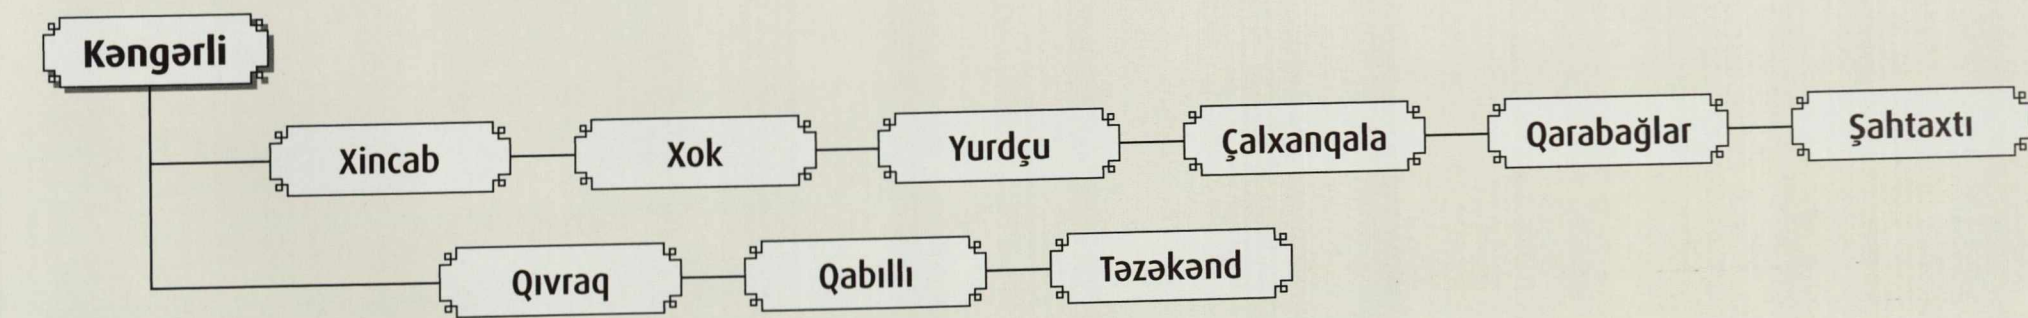 Kəngərli
Xincab Xok Yurdçu Çalxanqala Qarabağlar Şahtaxtı
Qıvraq Qabıllı Təzəkənd